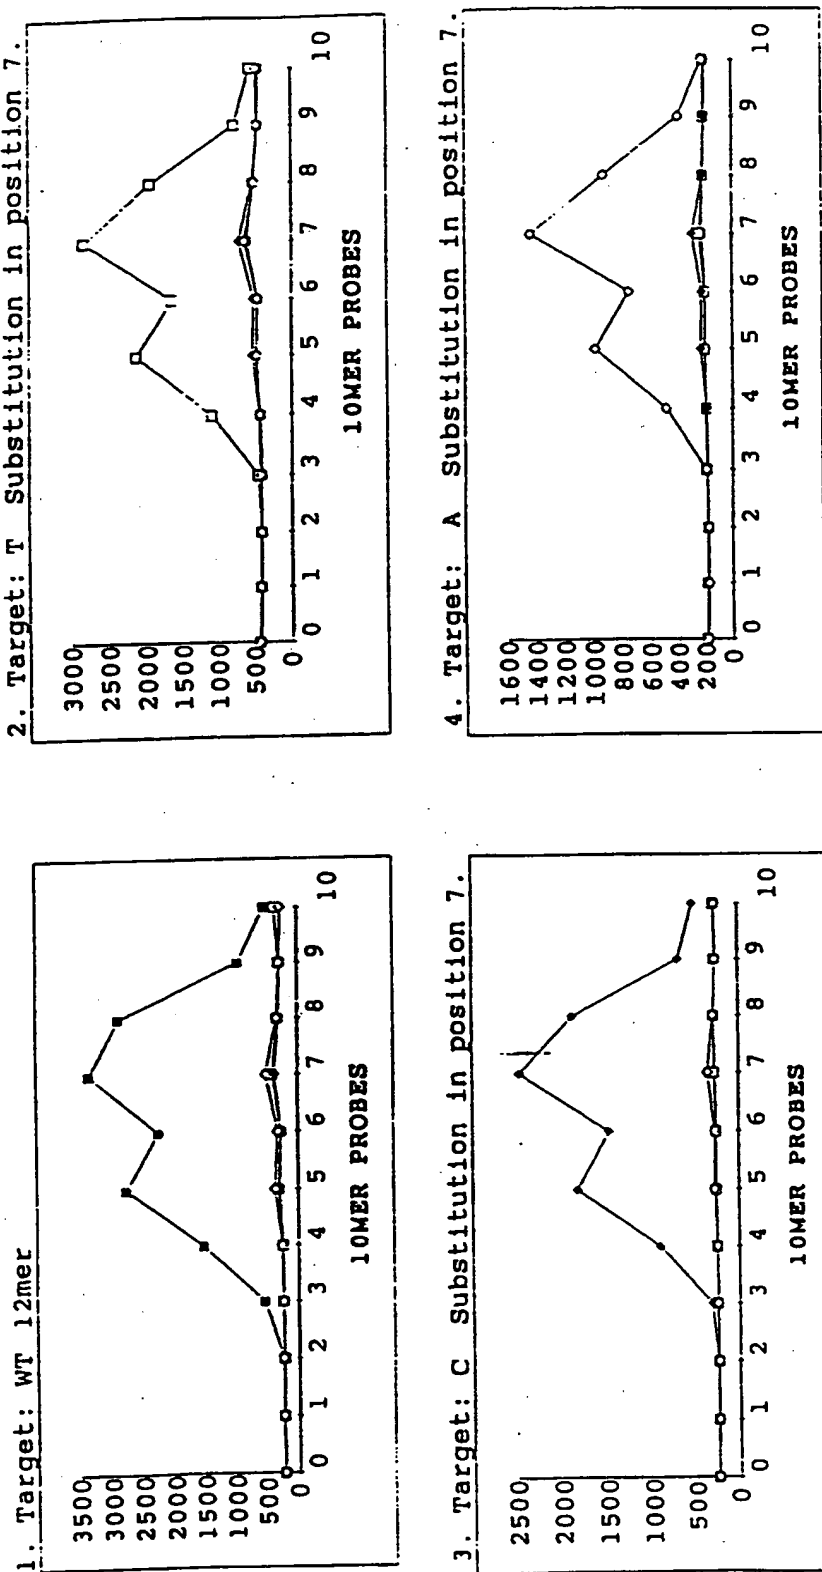 1. Target: WT 12mer
3500
3000
2500
2000
1500
1000
500
0
0 1 2 3 4 5 6 7 8 9 10
10MER PROBES
2. Target: T Substitution in position 7.
3000
2500
2000
1500
1000
500
0
0 1 2 3 4 5 6 7 8 9 10
10MER PROBES
3. Target: C Substitution in position 7.
2500
2000
1500
1000
500
0
0 1 2 3 4 5 6 7 8 9 10
10MER PROBES
4. Target: A Substitution in position 7.
1600
1400
1200
1000
800
600
400
200
0
0 1 2 3 4 5 6 7 8 9 10
10MER PROBES